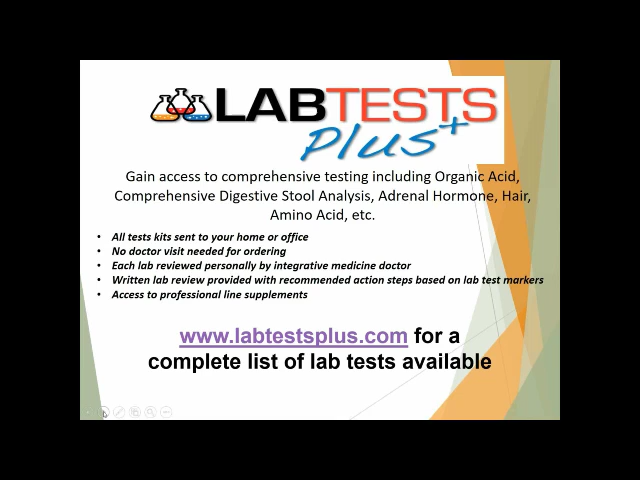 LABTESTS
plus+
Gain access to comprehensive testing including Organic Acid,
Comprehensive Digestive Stool Analysis, Adrenal Hormone, Hair,
Amino Acid, etc.
• All tests kits sent to your home or office
• No doctor visit needed for ordering
• Each lab reviewed personally by integrative medicine doctor
• Written lab review provided with recommended action steps based on lab test markers
• Access to professional line supplements
www.labtestsplus.com for a
complete list of lab tests available